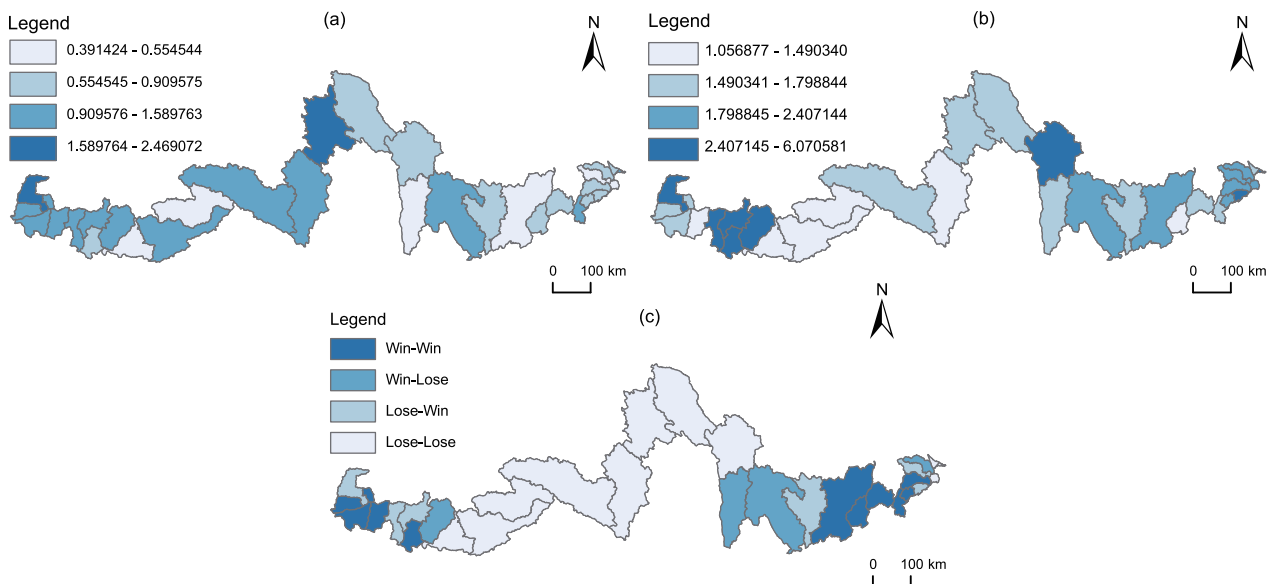 (a)
N
Legend
0.391424 - 0.554544
0.554545 - 0.909575
0.909576 - 1.589763
1.589764 - 2.469072
0 100 km
(b)
N
Legend
1.056877 - 1.490340
1.490341 - 1.798844
1.798845 - 2.407144
2.407145 - 6.070581
0 100 km
(c)
N
Legend
Win-Win
Win-Lose
Lose-Win
Lose-Lose
0 100 km